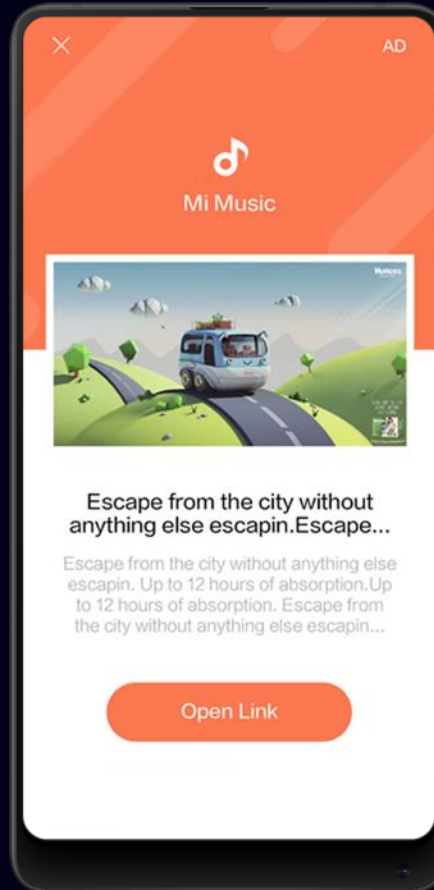 AD
Mi Music
Escape from the city without
anything else escapin.Escape...
Escape from the city without anything else
escapin. Up to 12 hours of absorption.Up
to 12 hours of absorption. Escape from
the city without anything else escapin...
Open Link